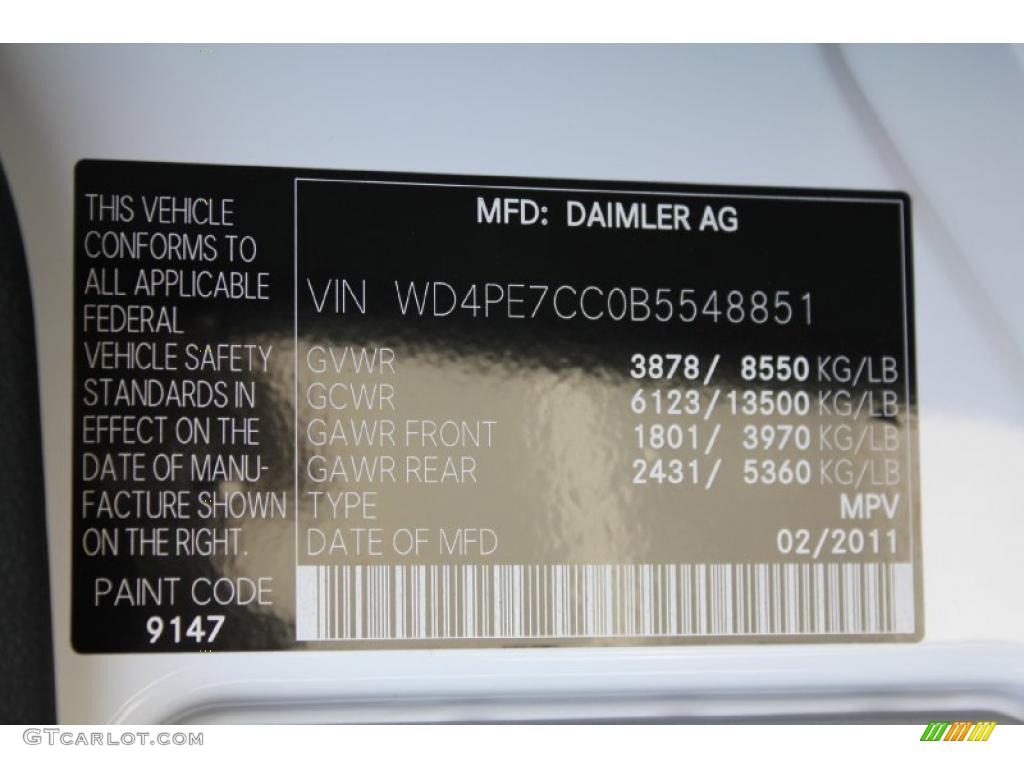 THIS VEHICLE
CONFORMS TO
ALL APPLICABLE
FEDERAL
VEHICLE SAFETY
STANDARDS IN
EFFECT ON THE
DATE OF MANU-
FACTURE SHOWN
ON THE RIGHT.
PAINT CODE
9147
MFD: DAIMLER AG
VIN WD4PE7CC0B5548851
GVWR 3878/ 8550 KG/LB
GCWR 6123/13500 KG/LB
GAWR FRONT 1801/ 3970 KG/LB
GAWR REAR 2431/ 5360 KG/LB
TYPE MPV
DATE OF MFD 02/2011
GTCARLOT.COM